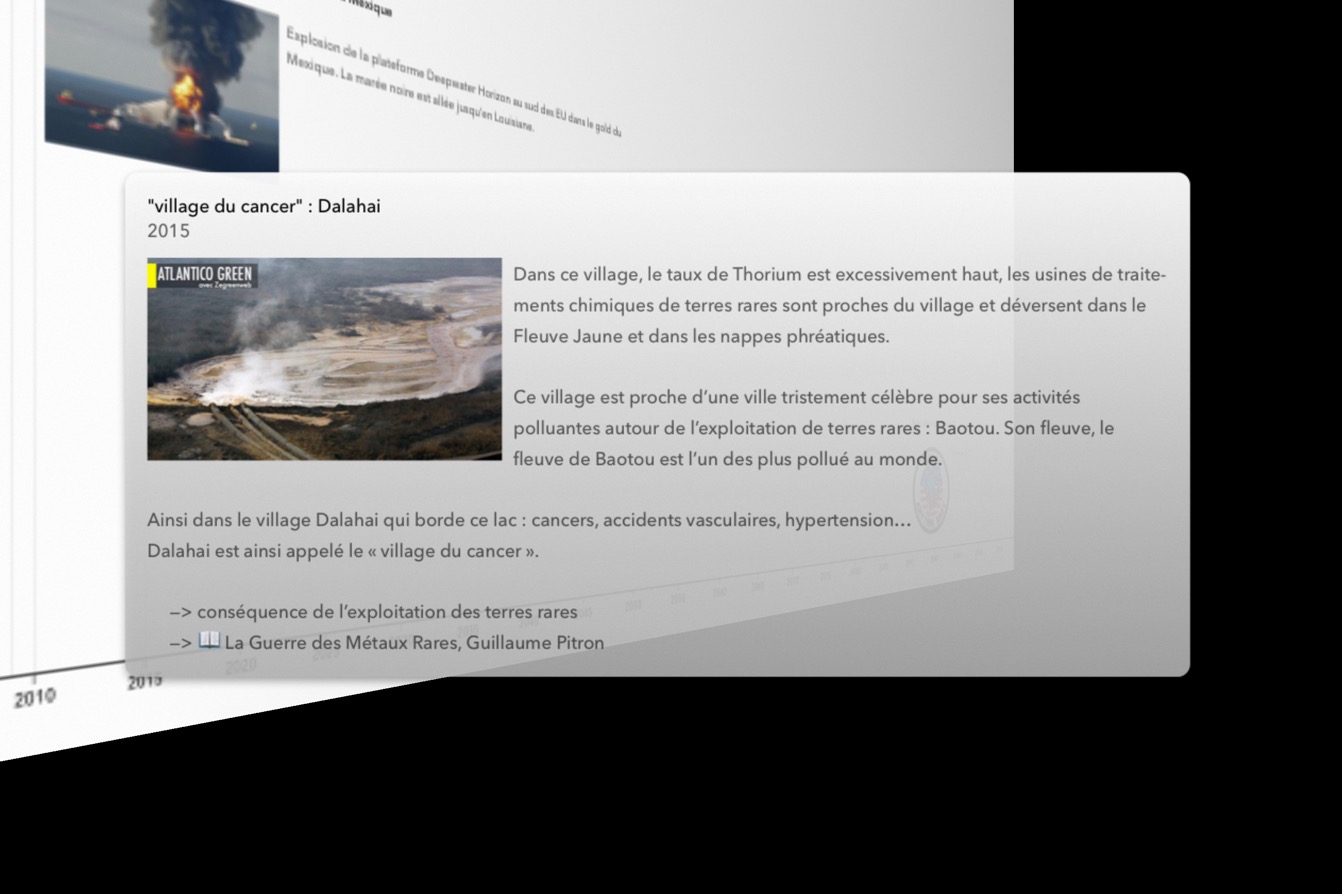 Mexique
Explosion de la plateforme Deepwater Horizon au sud des EU dans le gold du
Mexique. La marée noire est allée jusqu'en Louisiane.
"village du cancer" : Dalahai
2015
ATLANTICO GREEN
avec Zegreenweb
Dans ce village, le taux de Thorium est excessivement haut, les usines de traite-
ments chimiques de terres rares sont proches du village et déversent dans le
Fleuve Jaune et dans les nappes phréatiques.
Ce village est proche d’une ville tristement célèbre pour ses activités
polluantes autour de l’exploitation de terres rares : Baotou. Son fleuve, le
fleuve de Baotou est l’un des plus pollué au monde.
Ainsi dans le village Dalahai qui borde ce lac : cancers, accidents vasculaires, hypertension…
Dalahai est ainsi appelé le « village du cancer ».
—> conséquence de l’exploitation des terres rares
—> 📖 La Guerre des Métaux Rares, Guillaume Pitron
2010 2015 2020